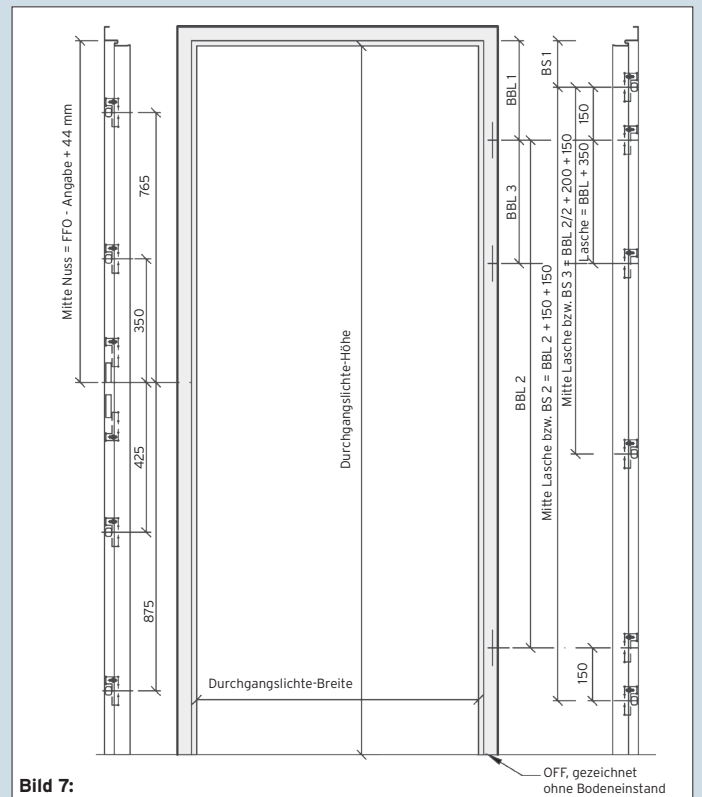 Mitte Nuss = FFO - Angabe + 44 mm
765
350
425
875
Durchgangslichte-Höhe
Durchgangslichte-Breite
BBL 1
BBL 3
BBL 2
BS 1
150
Lasche = BBL + 350
Mitte Lasche bzw. BS 3 = BBL 2/2 + 200 + 150
Mitte Lasche bzw. BS 2 = BBL 2 + 150 + 150
150
OFF, gezeichnet
ohne Bodeneinstand
Bild 7: